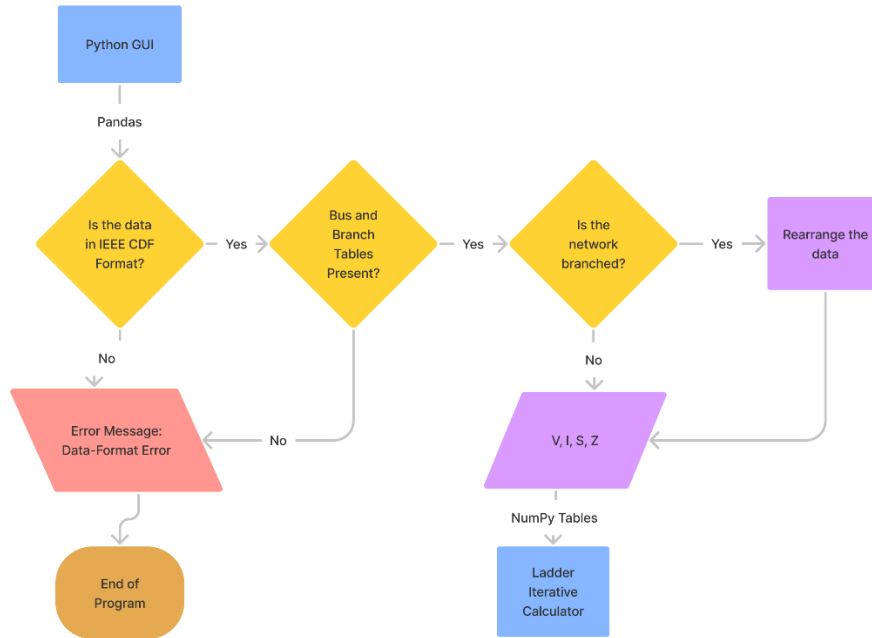 Python GUI
Pandas
Is the data
in IEEE CDF
Format?
Yes
Bus and
Branch
Tables
Present?
Yes
Is the
network
branched?
Yes
Rearrange the
data
No
No
Error Message:
Data-Format Error
No
V, I, S, Z
NumPy Tables
End of
Program
Ladder
Iterative
Calculator